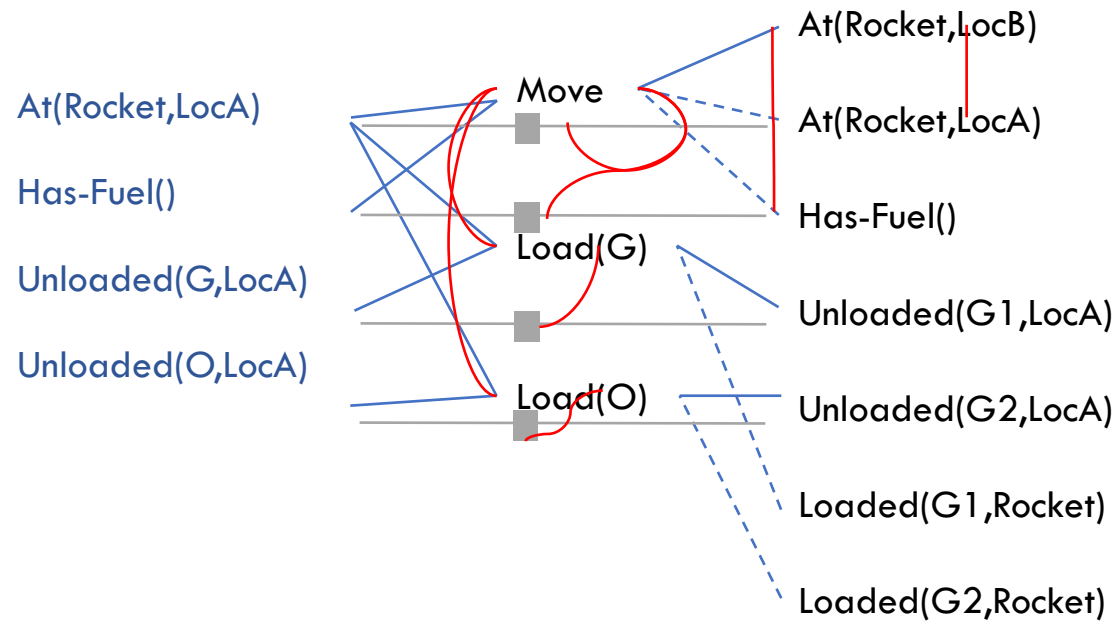 At(Rocket,LocA)
Has-Fuel()
Unloaded(G,LocA)
Unloaded(O,LocA)
Move
Load(G)
Load(O)
At(Rocket,LocB)
At(Rocket,LocA)
Has-Fuel()
Unloaded(G1,LocA)
Unloaded(G2,LocA)
Loaded(G1,Rocket)
Loaded(G2,Rocket)